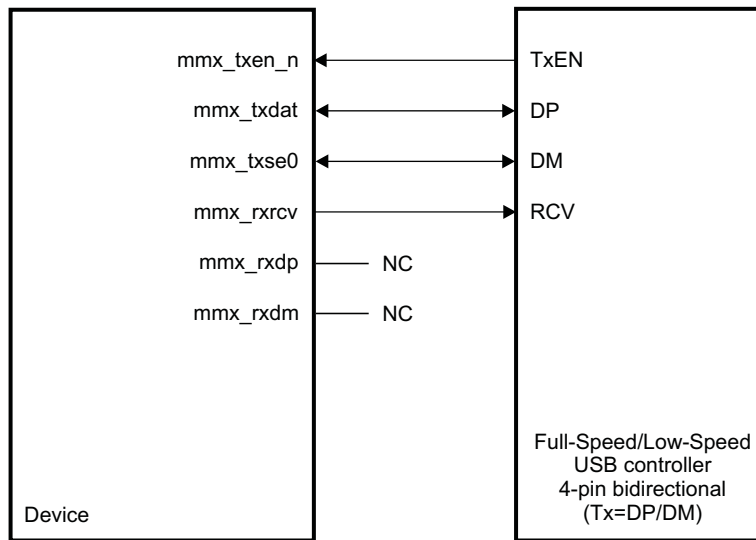 mmx_txen_n
TxEN
mmx_txdat
DP
mmx_txse0
DM
mmx_rxrcv
RCV
mmx_rxdp
NC
mmx_rxdm
NC
Full-Speed/Low-Speed
USB controller
4-pin bidirectional
(Tx=DP/DM)
Device